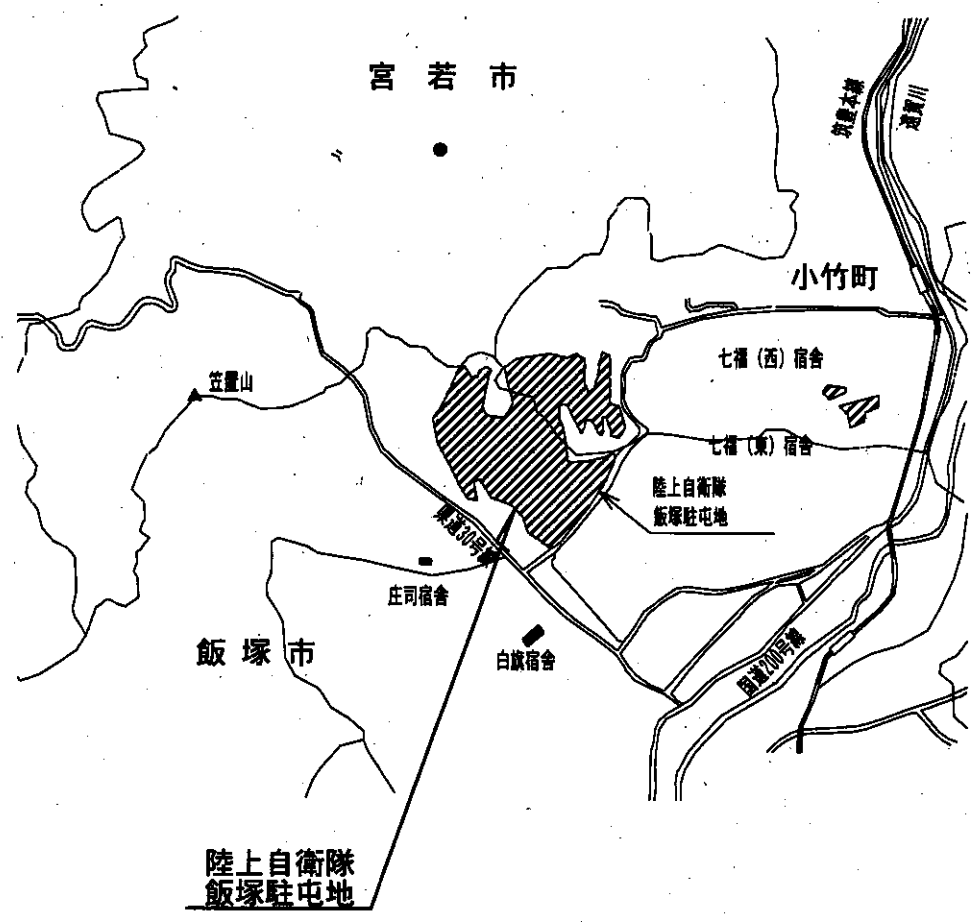 宮若市
筑豊本線
遠賀川
小竹町
七福（西）宿舎
笠置山
七福（東）宿舎
陸上自衛隊
飯塚駐屯地
県道30号線
庄司宿舎
飯塚市
白旗宿舎
国道200号線
陸上自衛隊
飯塚駐屯地